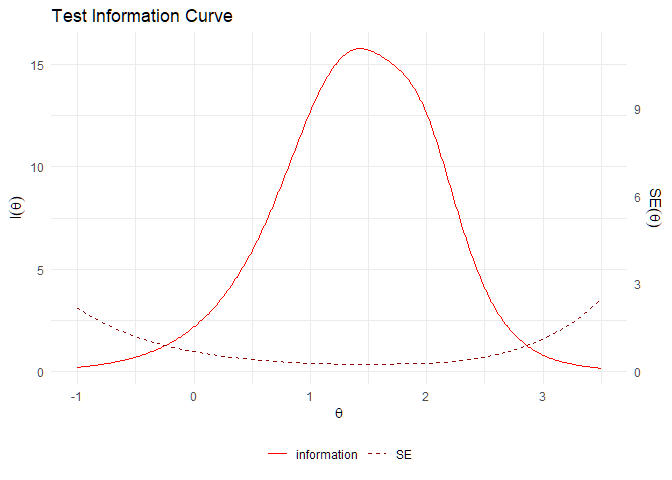 Test Information Curve
15
10
5
0
I(θ)
9
6
3
0
SE(θ)
-1 0 1 2 3
θ
information SE